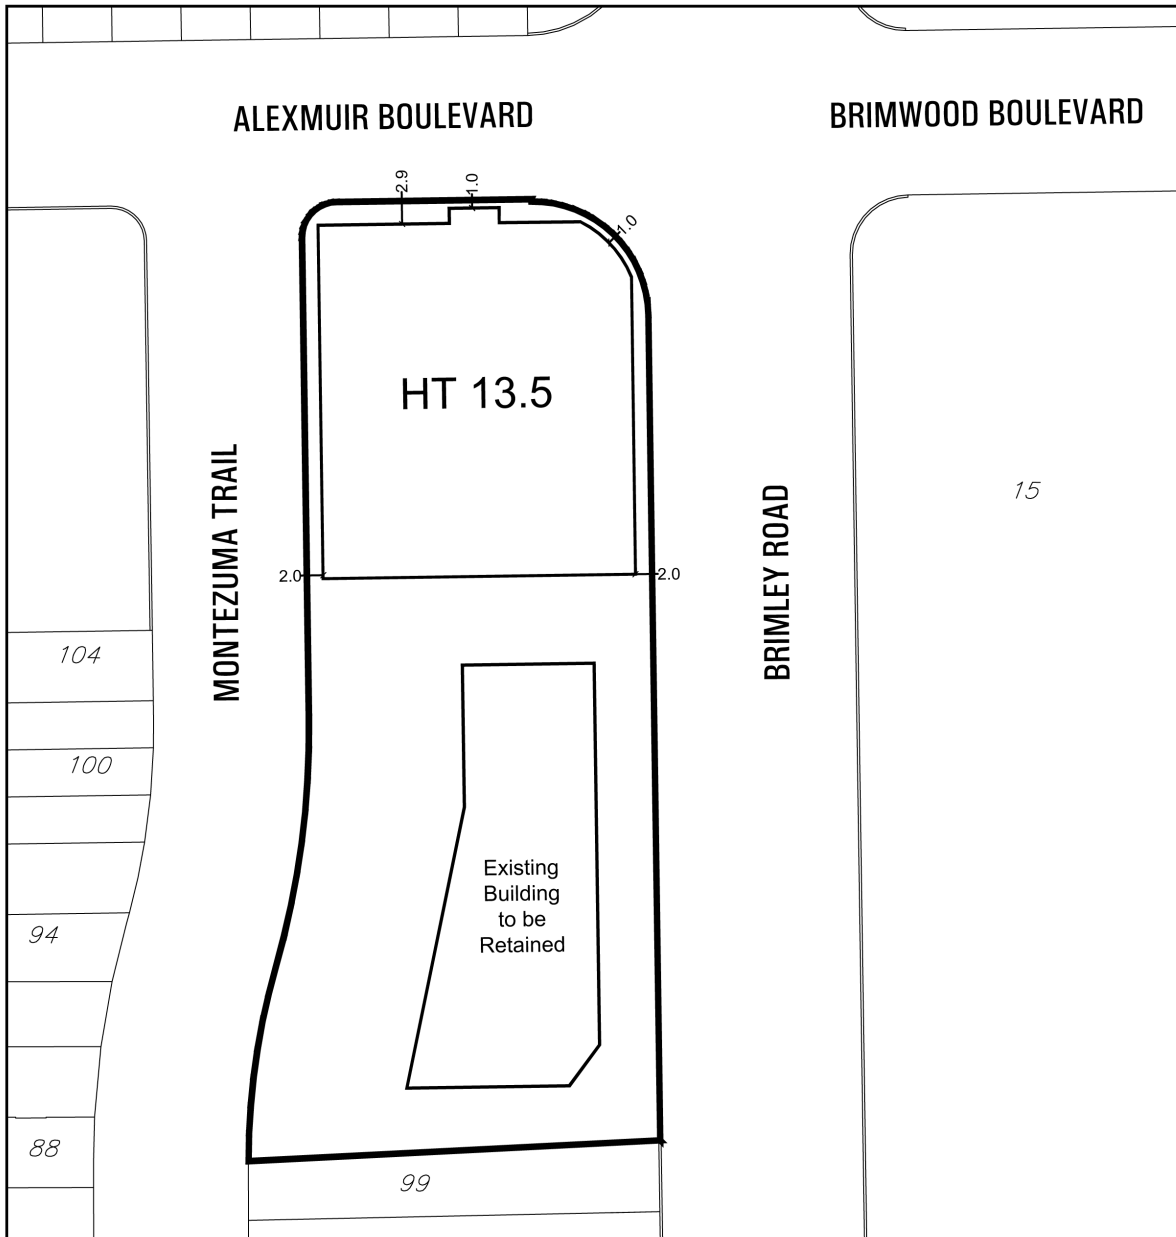 ALEXMUIR BOULEVARD
BRIMWOOD BOULEVARD
2.9
1.0
1.0
HT 13.5
MONTEZUMA TRAIL
BRIMLEY ROAD
15
2.0
2.0
104
100
Existing
Building
to be
Retained
94
88
99